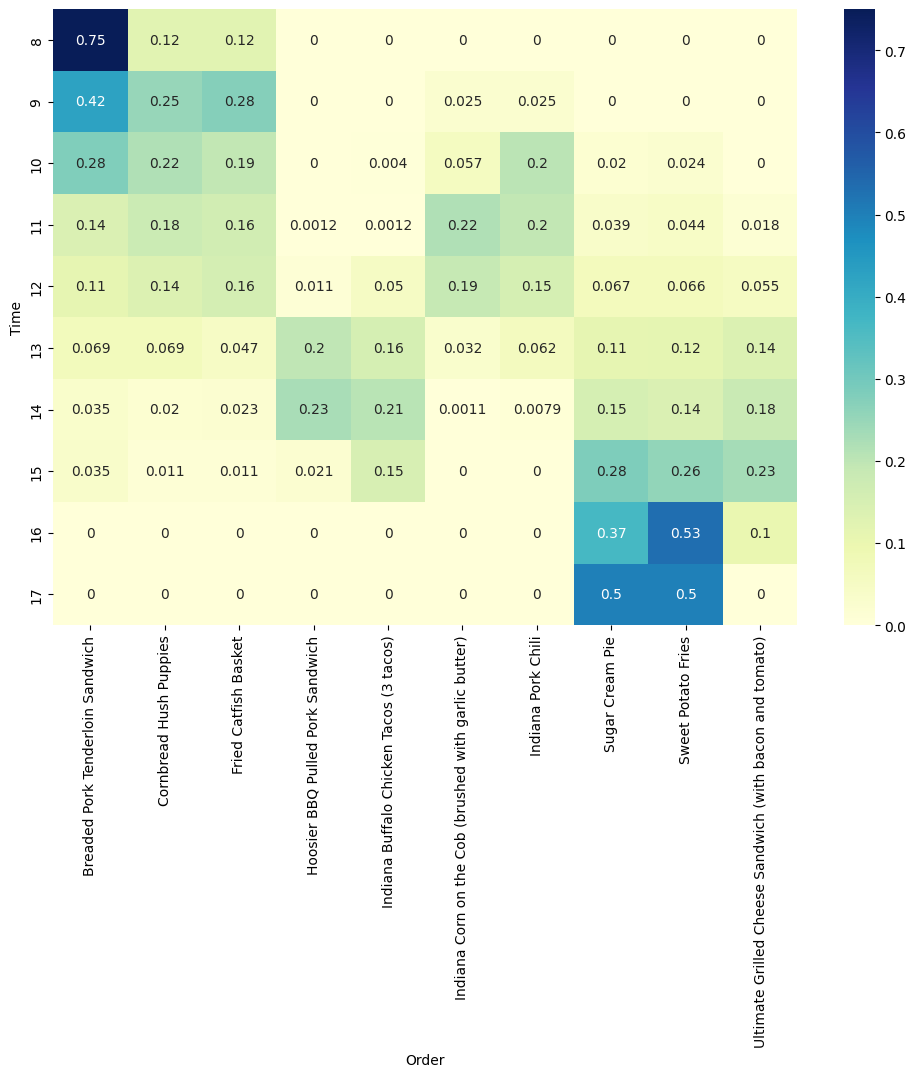 8 0.75 0.12 0.12 0 0 0 0 0 0 0
9 0.42 0.25 0.28 0 0 0.025 0.025 0 0 0
10 0.28 0.22 0.19 0 0.004 0.057 0.2 0.02 0.024 0
11 0.14 0.18 0.16 0.0012 0.0012 0.22 0.2 0.039 0.044 0.018
12 0.11 0.14 0.16 0.011 0.05 0.19 0.15 0.067 0.066 0.055
13 0.069 0.069 0.047 0.2 0.16 0.032 0.062 0.11 0.12 0.14
14 0.035 0.02 0.023 0.23 0.21 0.0011 0.0079 0.15 0.14 0.18
15 0.035 0.011 0.011 0.021 0.15 0 0 0.28 0.26 0.23
16 0 0 0 0 0 0 0 0.37 0.53 0.1
17 0 0 0 0 0 0 0 0.5 0.5 0
Time
Breaded Pork Tenderloin Sandwich
Cornbread Hush Puppies
Fried Catfish Basket
Hoosier BBQ Pulled Pork Sandwich
Indiana Buffalo Chicken Tacos (3 tacos)
Indiana Corn on the Cob (brushed with garlic butter)
Indiana Pork Chili
Sugar Cream Pie
Sweet Potato Fries
Ultimate Grilled Cheese Sandwich (with bacon and tomato)
Order
0.7
0.6
0.5
0.4
0.3
0.2
0.1
0.0